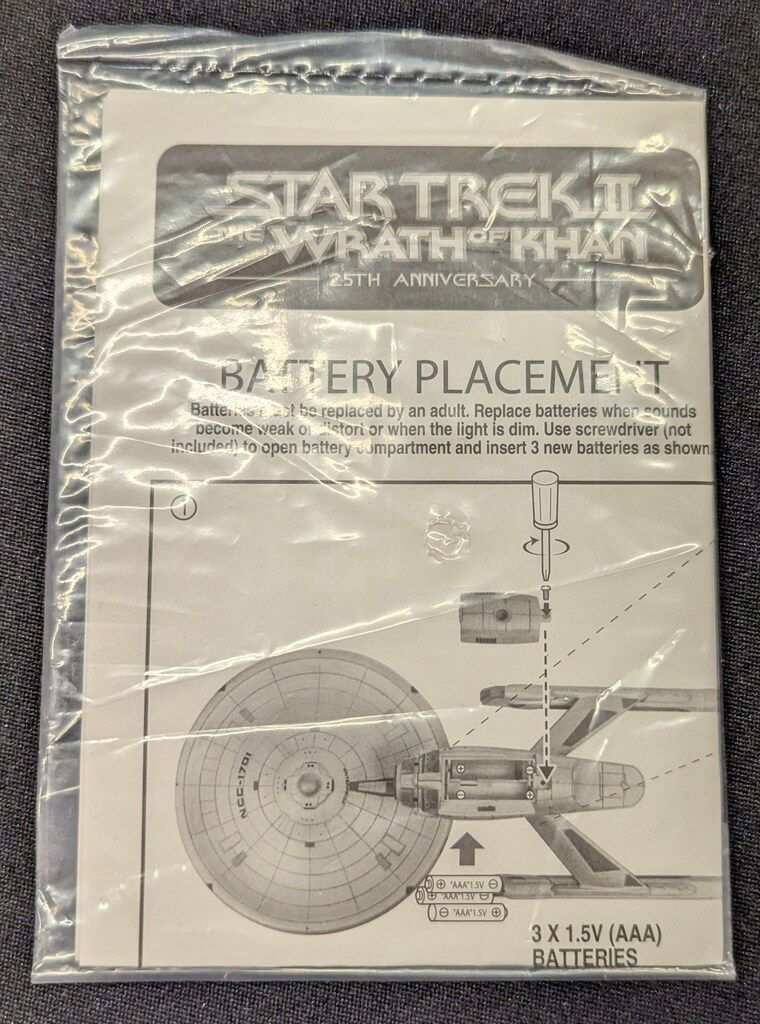 STAR TREK II
THE WRATH OF KHAN
25TH ANNIVERSARY
BATTERY PLACEMENT
Batteries must be replaced by an adult. Replace batteries when sounds
become weak or distort or when the light is dim. Use screwdriver (not
included) to open battery compartment and insert 3 new batteries as shown
1
NCC-1701
"AAA"1.5V
"AAA"1.5V
"AAA"1.5V
3 X 1.5V (AAA)
BATTERIES